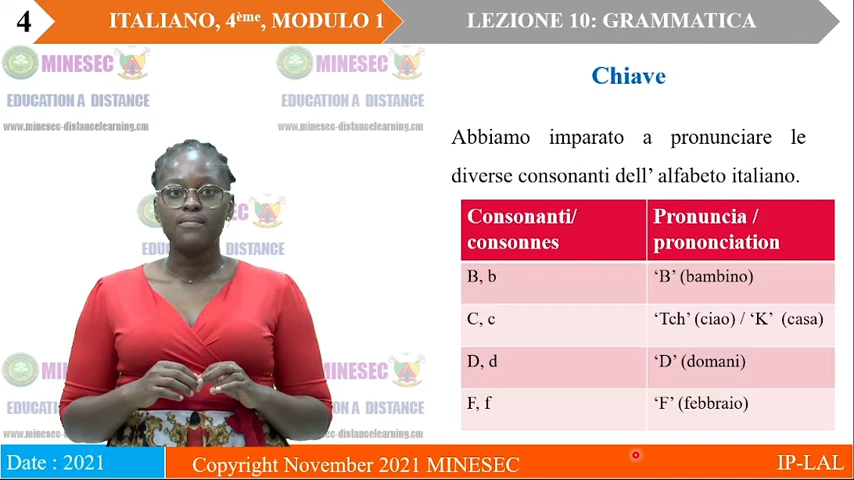 4
ITALIANO, 4ème, MODULO 1
LEZIONE 10: GRAMMATICA
MINESEC
EDUCATION A DISTANCE
www.minesec-distancelearning.cm
MINESEC
EDUCATION A DISTANCE
www.minesec-distancelearning.cm
Chiave
Abbiamo imparato a pronunciare le
diverse consonanti dell’ alfabeto italiano.
Consonanti/
consonnes
Pronuncia /
prononciation
B, b
‘B’ (bambino)
C, c
‘Tch’ (ciao) / ‘K’ (casa)
D, d
‘D’ (domani)
F, f
‘F’ (febbraio)
MINESEC
MINESEC
Date : 2021
Copyright November 2021 MINESEC
IP-LAL